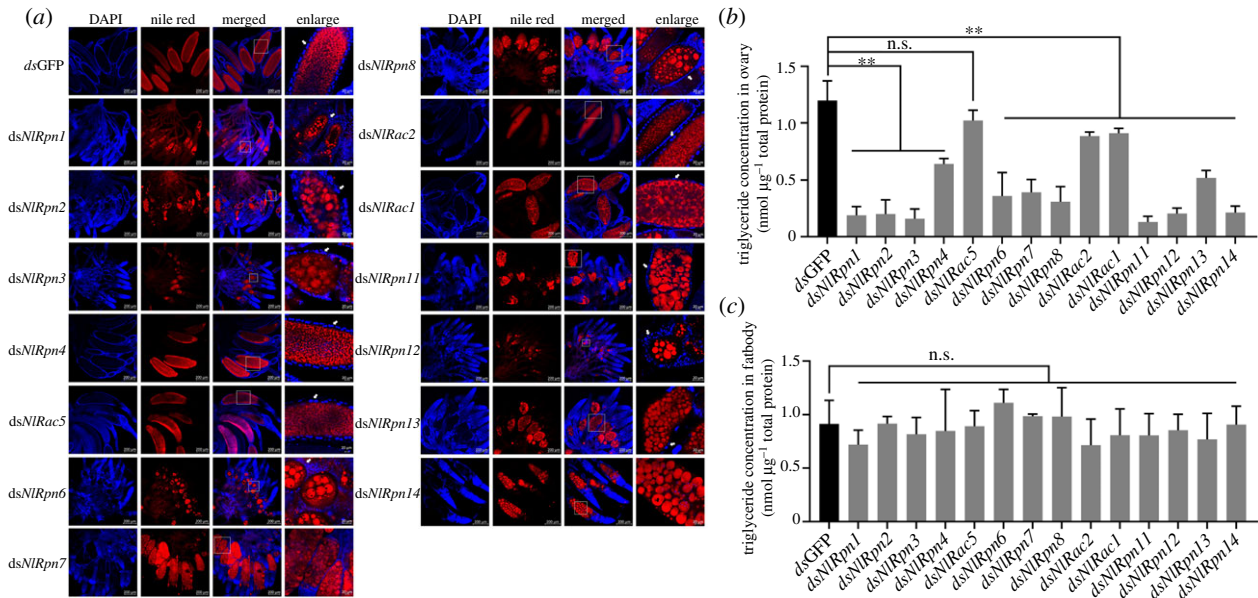 (a)
DAPI nile red merged enlarge
dsGFP
dsNlRpn1
dsNlRpn2
dsNlRpn3
dsNlRpn4
dsNlRac5
dsNlRpn6
dsNlRpn7
DAPI nile red merged enlarge
dsNlRpn8
dsNlRac2
dsNlRac1
dsNlRpn11
dsNlRpn12
dsNlRpn13
dsNlRpn14
(b)
triglyceride concentration in ovary
(nmol µg⁻¹ total protein)
1.5
1.0
0.5
0
**
n.s.
**
dsGFP
dsNlRpn1
dsNlRpn2
dsNlRpn3
dsNlRpn4
dsNlRac5
dsNlRpn6
dsNlRpn7
dsNlRpn8
dsNlRac2
dsNlRac1
dsNlRpn11
dsNlRpn12
dsNlRpn13
dsNlRpn14
(c)
triglyceride concentration in fatbody
(nmol µg⁻¹ total protein)
1.5
1.0
0.5
0
n.s.
dsGFP
dsNlRpn1
dsNlRpn2
dsNlRpn3
dsNlRpn4
dsNlRac5
dsNlRpn6
dsNlRpn7
dsNlRpn8
dsNlRac2
dsNlRac1
dsNlRpn11
dsNlRpn12
dsNlRpn13
dsNlRpn14